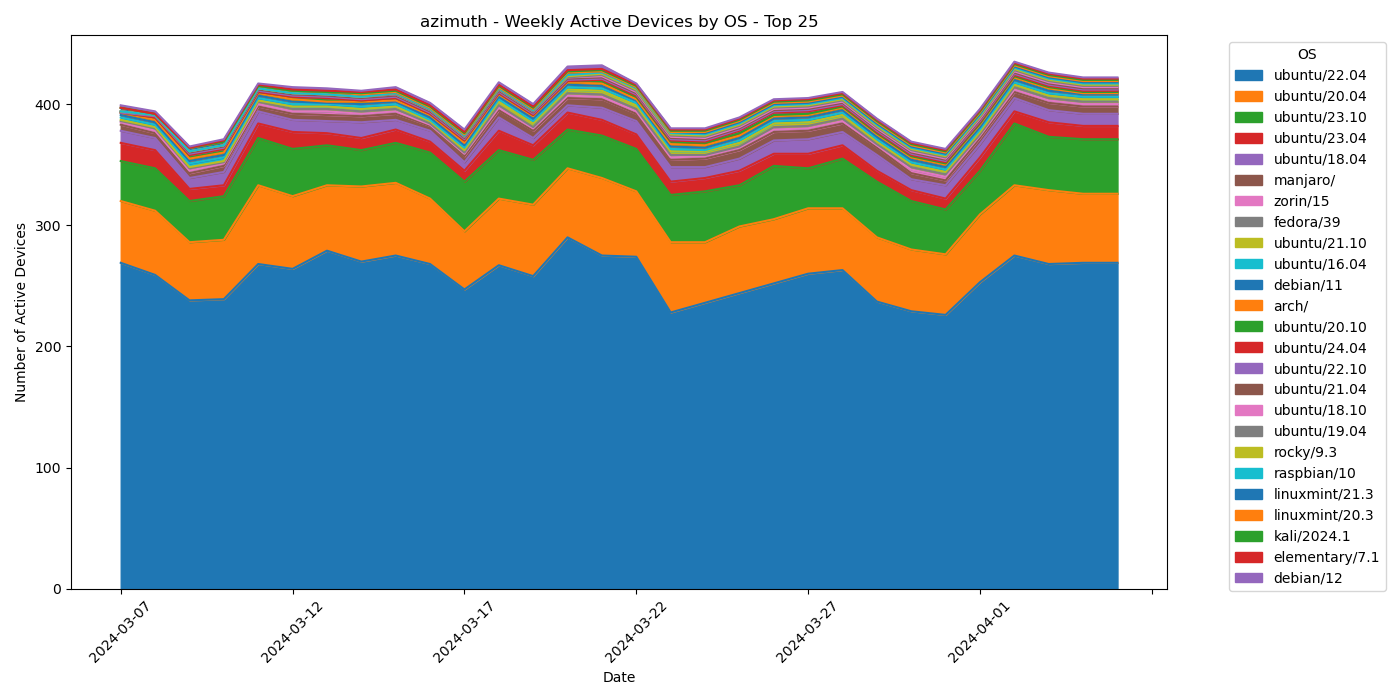 azimuth - Weekly Active Devices by OS - Top 25
Number of Active Devices
400
300
200
100
0
2024-03-07
2024-03-12
2024-03-17
2024-03-22
2024-03-27
2024-04-01
Date
OS
ubuntu/22.04
ubuntu/20.04
ubuntu/23.10
ubuntu/23.04
ubuntu/18.04
manjaro/
zorin/15
fedora/39
ubuntu/21.10
ubuntu/16.04
debian/11
arch/
ubuntu/20.10
ubuntu/24.04
ubuntu/22.10
ubuntu/21.04
ubuntu/18.10
ubuntu/19.04
rocky/9.3
raspbian/10
linuxmint/21.3
linuxmint/20.3
kali/2024.1
elementary/7.1
debian/12